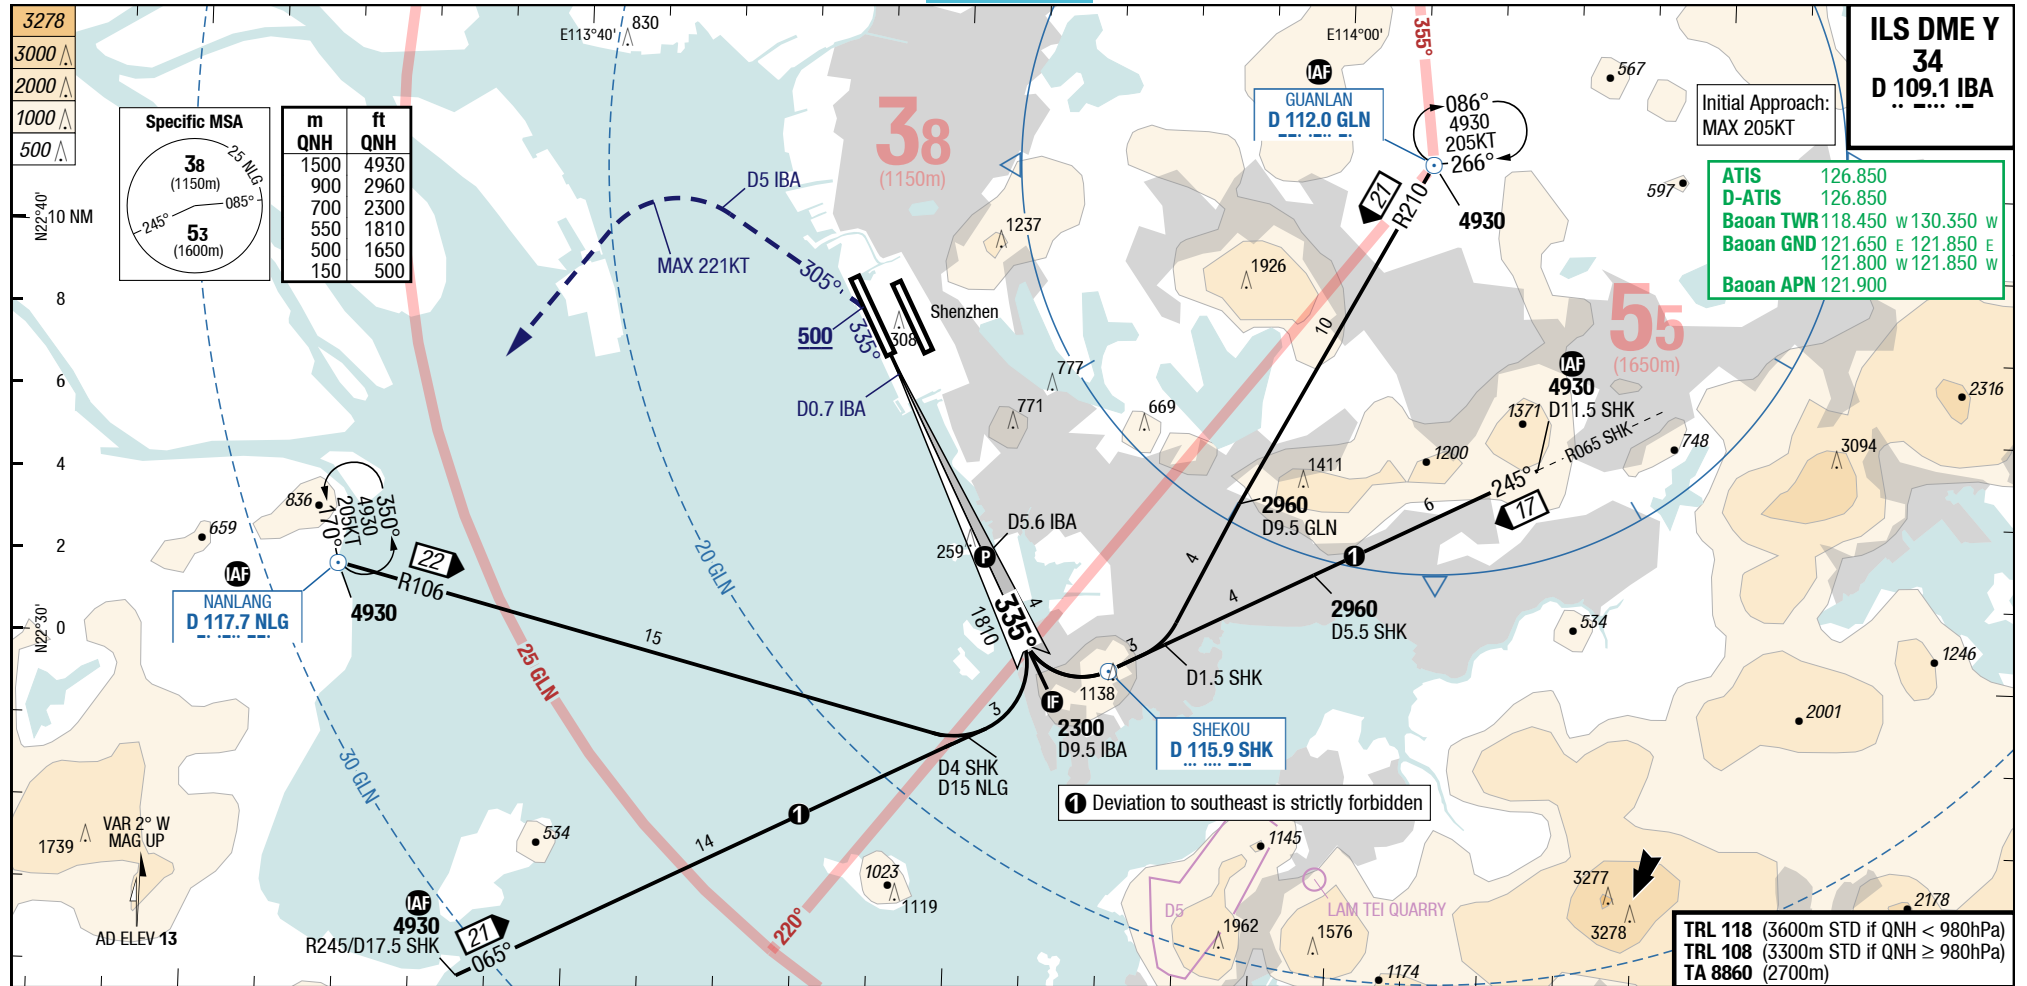 3278
3000
2000
1000
500
Specific MSA
38
(1150m)
25 NLG
085°
245°
53
(1600m)
m ft
QNH QNH
1500 4930
900 2960
700 2300
550 1810
500 1650
150 500
E113°40'
830
E114°00'
355°
ILS DME Y
34
D 109.1 IBA
Initial Approach:
MAX 205KT
ATIS 126.850
D-ATIS 126.850
Baoan TWR 118.450 W 130.350 W
Baoan GND 121.650 E 121.850 E
121.800 W 121.850 W
Baoan APN 121.900
IAF
GUANLAN
D 112.0 GLN
086°
4930
205KT
266°
4930
21
R210
567
597
38
(1150m)
N22°40'
10 NM
8
6
4
2
0
N22°30'
D5 IBA
MAX 221KT
305°
500
335°
308
Shenzhen
D0.7 IBA
1237
1926
777
771
669
10
55
(1650m)
IAF
4930
D11.5 SHK
1371
R065 SHK
748
2316
3094
1411
1200
245°
17
6
2960
D9.5 GLN
4
1
4
2960
D5.5 SHK
836
659
170°
205KT
4930
350°
IAF
NANLANG
D 117.7 NLG
4930
22
R106
15
20 GLN
25 GLN
30 GLN
259
P
D5.6 IBA
4
335°
1810
3
D1.5 SHK
1138
IF
2300
D9.5 IBA
SHEKOU
D 115.9 SHK
534
1246
2001
3
D4 SHK
D15 NLG
1
14
1 Deviation to southeast is strictly forbidden
VAR 2° W
MAG UP
1739
AD ELEV 13
534
IAF
4930
R245/D17.5 SHK
21
065°
1023
1119
220°
1145
D5
1962
LAM TEI QUARRY
1576
1174
3277
3278
2178
TRL 118 (3600m STD if QNH < 980hPa)
TRL 108 (3300m STD if QNH ≥ 980hPa)
TA 8860 (2700m)